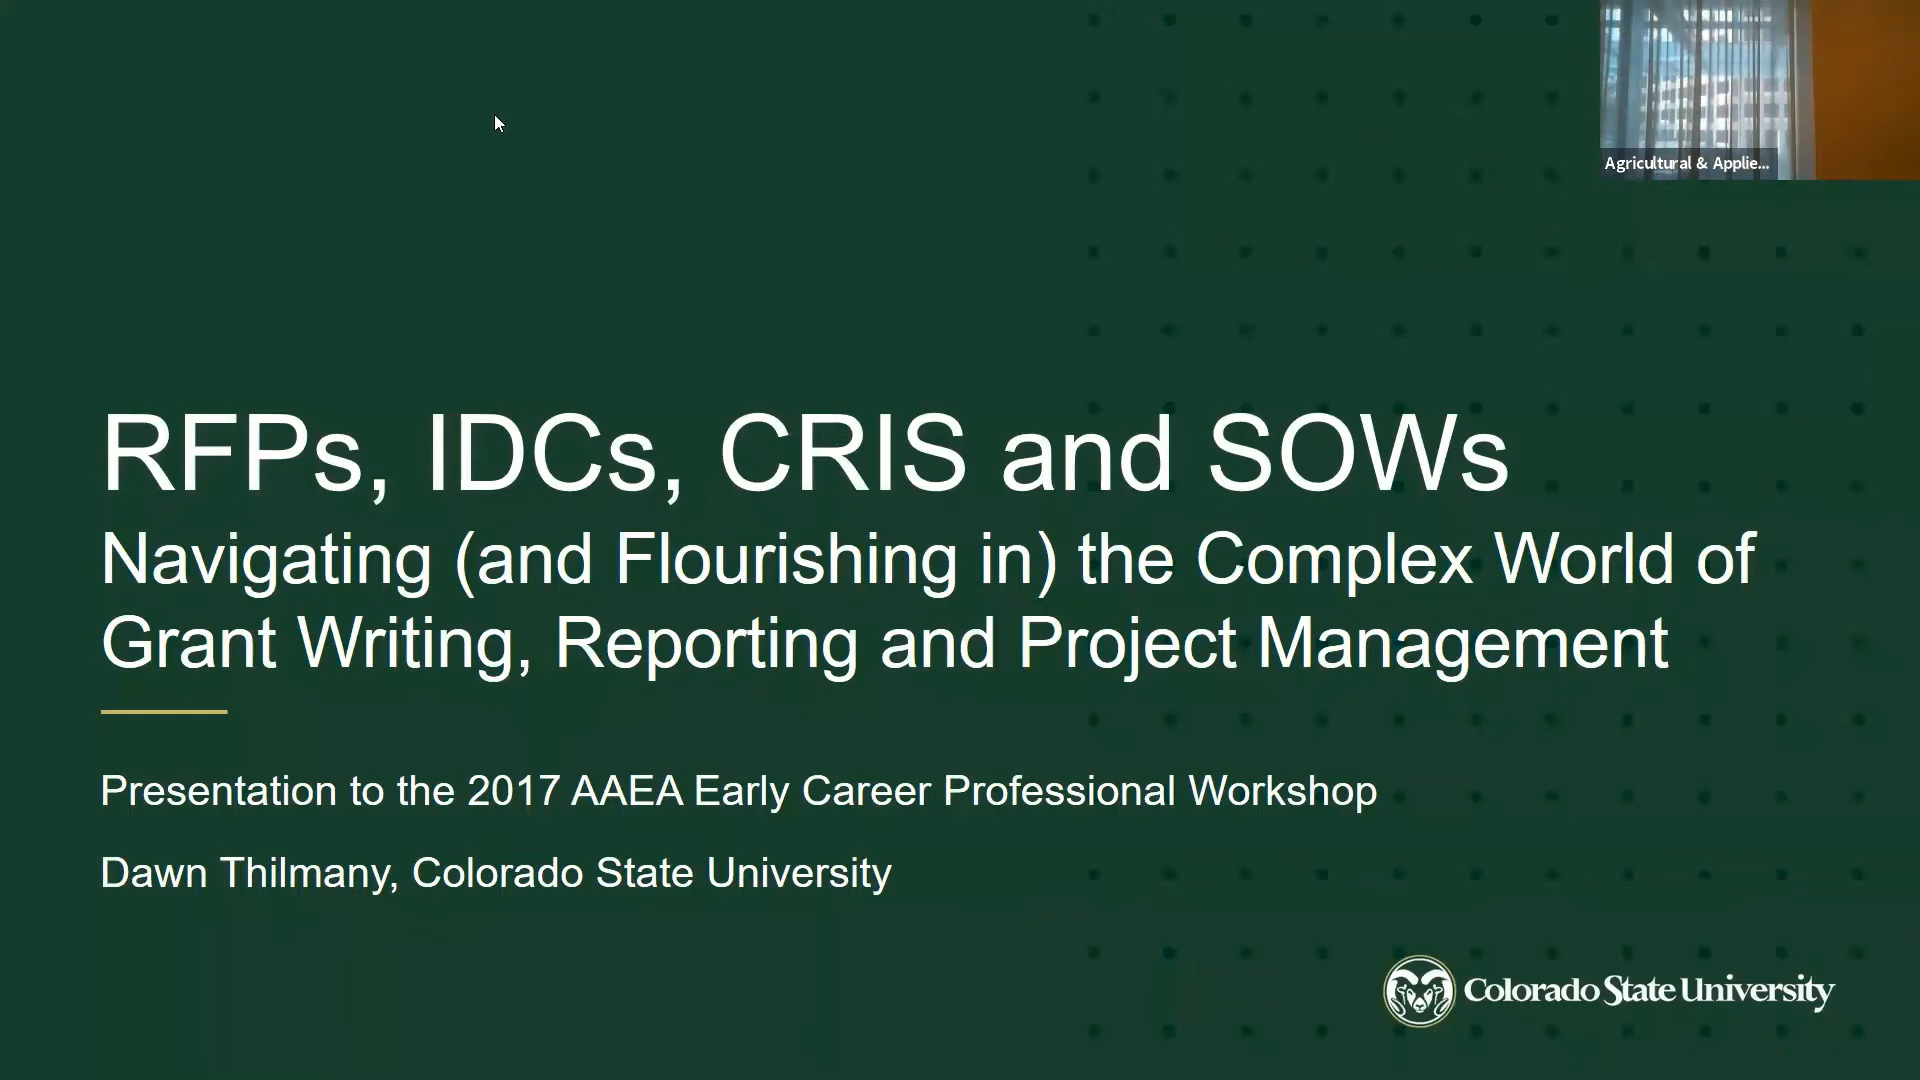 Agricultural & Applie...
RFPs, IDCs, CRIS and SOWs
Navigating (and Flourishing in) the Complex World of
Grant Writing, Reporting and Project Management
Presentation to the 2017 AAEA Early Career Professional Workshop
Dawn Thilmany, Colorado State University
Colorado State University